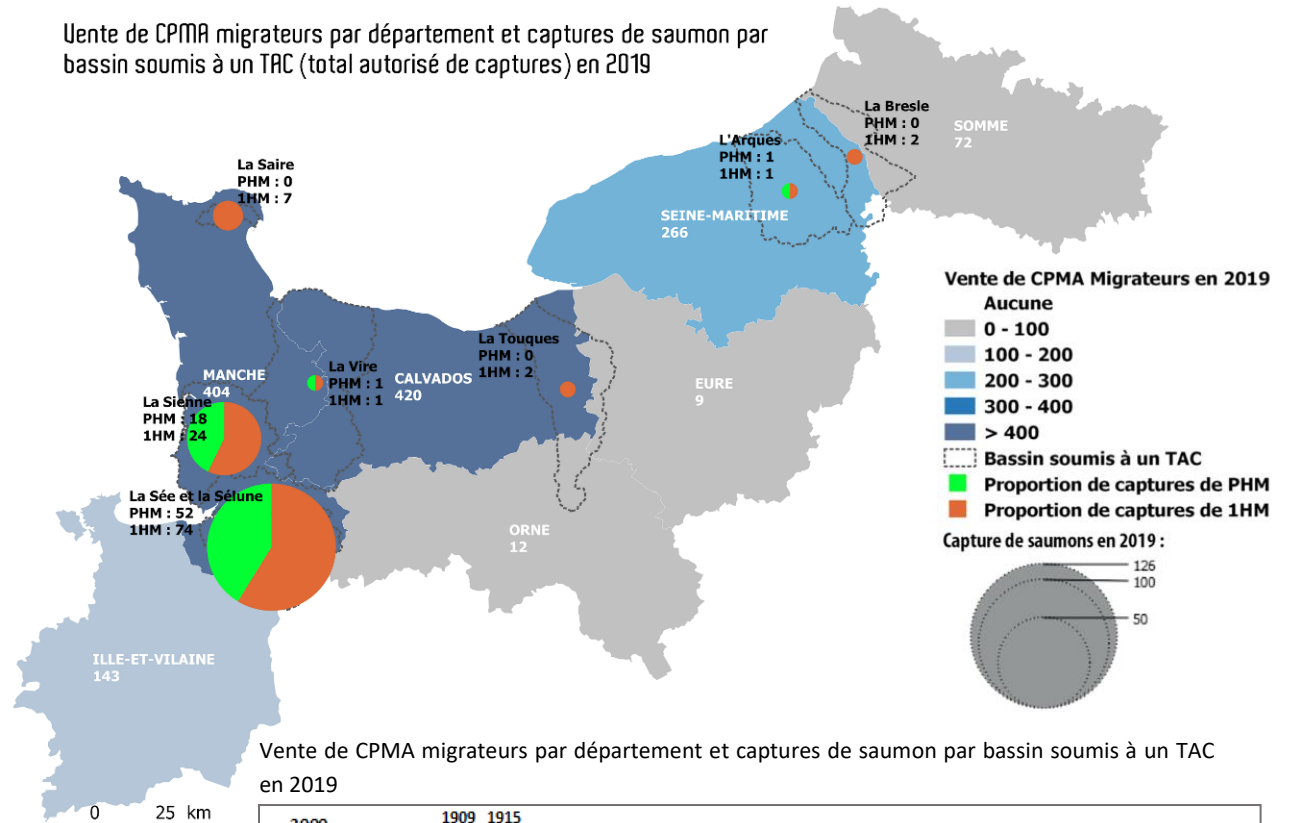 Vente de CPMA migrateurs par département et captures de saumon par
bassin soumis à un TAC (total autorisé de captures) en 2019
La Bresle
PHM : 0
1HM : 2
SOMME
72
L'Arques
PHM : 1
1HM : 1
La Saire
PHM : 0
1HM : 7
SEINE-MARITIME
266
Vente de CPMA Migrateurs en 2019
Aucune
0 - 100
100 - 200
200 - 300
300 - 400
> 400
Bassin soumis à un TAC
Proportion de captures de PHM
Proportion de captures de 1HM
La Touques
PHM : 0
1HM : 2
La Vire
PHM : 1
1HM : 1
MANCHE
404
CALVADOS
420
EURE
9
La Sienne
PHM : 18
1HM : 24
La Sée et la Sélune
PHM : 52
1HM : 74
ORNE
12
Capture de saumons en 2019 :
126
100
50
ILLE-ET-VILAINE
143
Vente de CPMA migrateurs par département et captures de saumon par bassin soumis à un TAC
en 2019
0 25 km
1909 1915